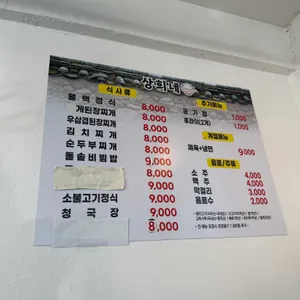 상희네
식사류
불백정식 8,000
게된장찌개 8,000
우삼겹된장찌개 8,000
김치찌개 8,000
순두부찌개 8,000
돌솥비빔밥 9,000
8,000
9,000
소불고기정식 9,000
청국장 8,000
추가메뉴
공기밥 1,000
후라이(2개) 1,000
계절메뉴
제육+냉면 9,000
음료/주류
소주 4,000
맥주 4,000
막걸리 3,000
음료수 2,000